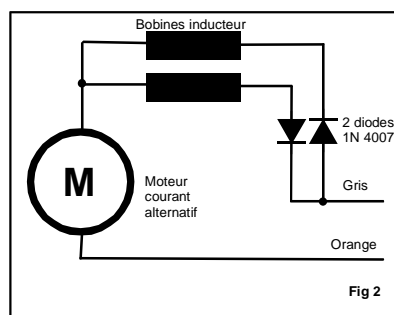 Bobines inducteur
2 diodes
1N 4007
M
Moteur
courant
alternatif
Gris
Orange
Fig 2